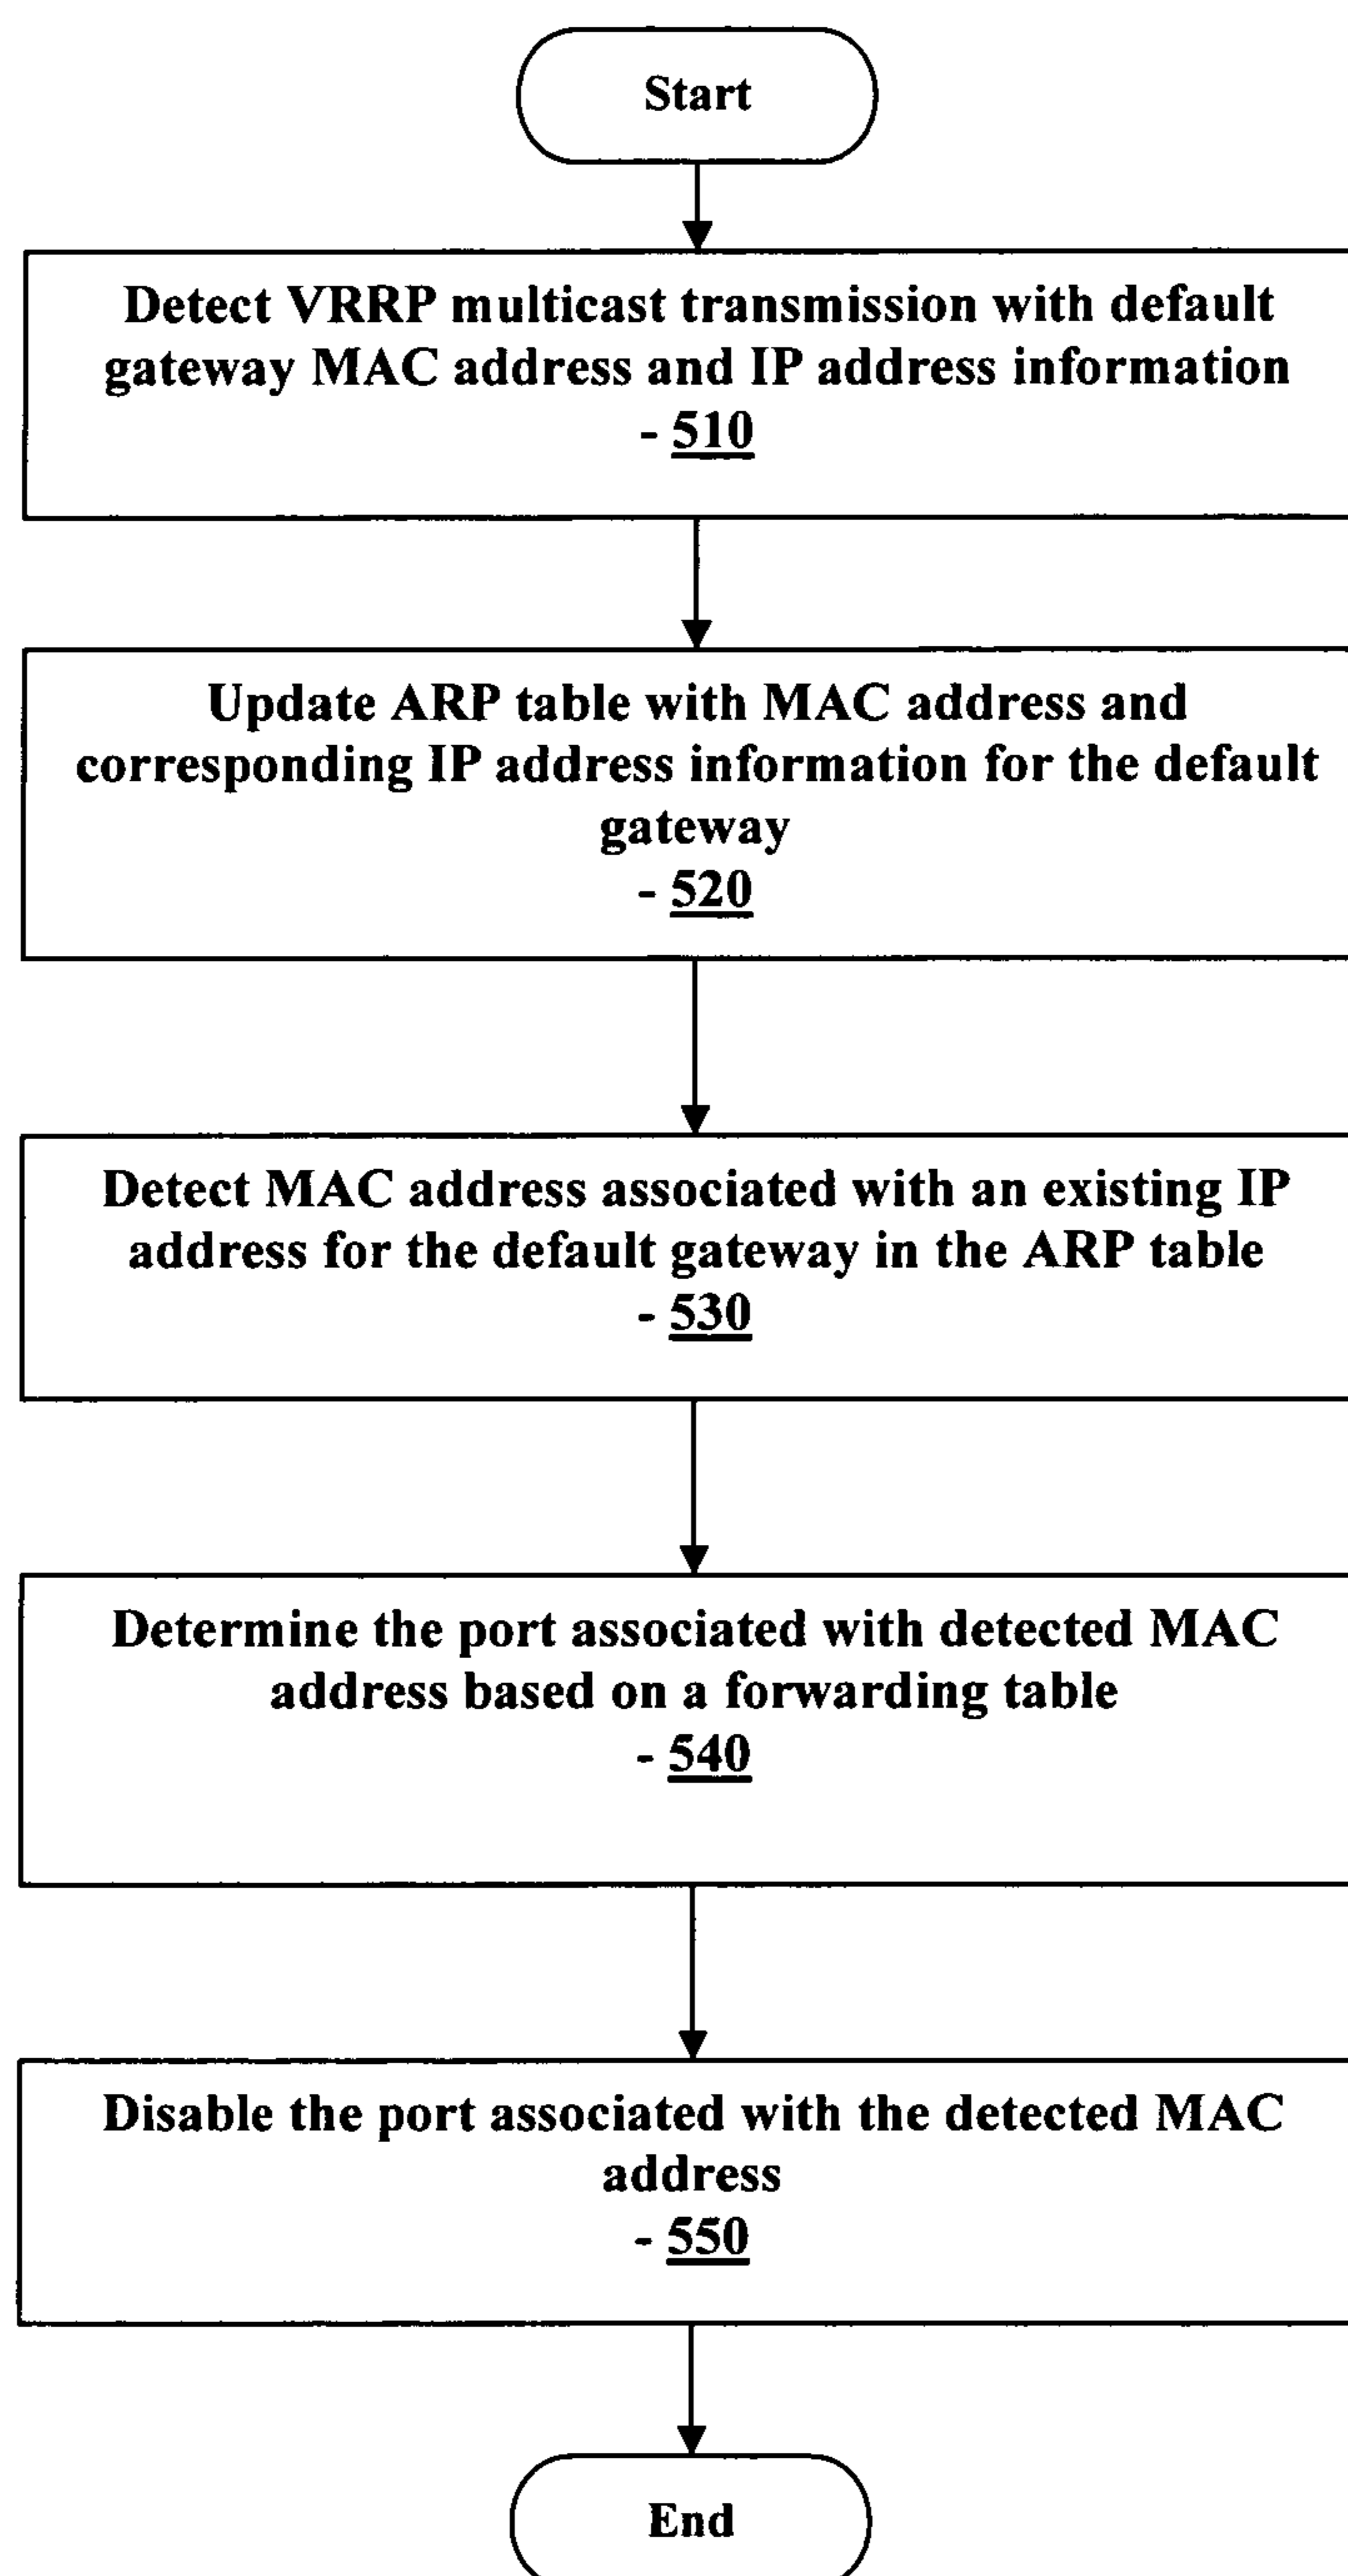 Start
Detect VRRP multicast transmission with default
gateway MAC address and IP address information
- 510
Update ARP table with MAC address and
corresponding IP address information for the default
gateway
- 520
Detect MAC address associated with an existing IP
address for the default gateway in the ARP table
- 530
Determine the port associated with detected MAC
address based on a forwarding table
- 540
Disable the port associated with the detected MAC
address
- 550
End